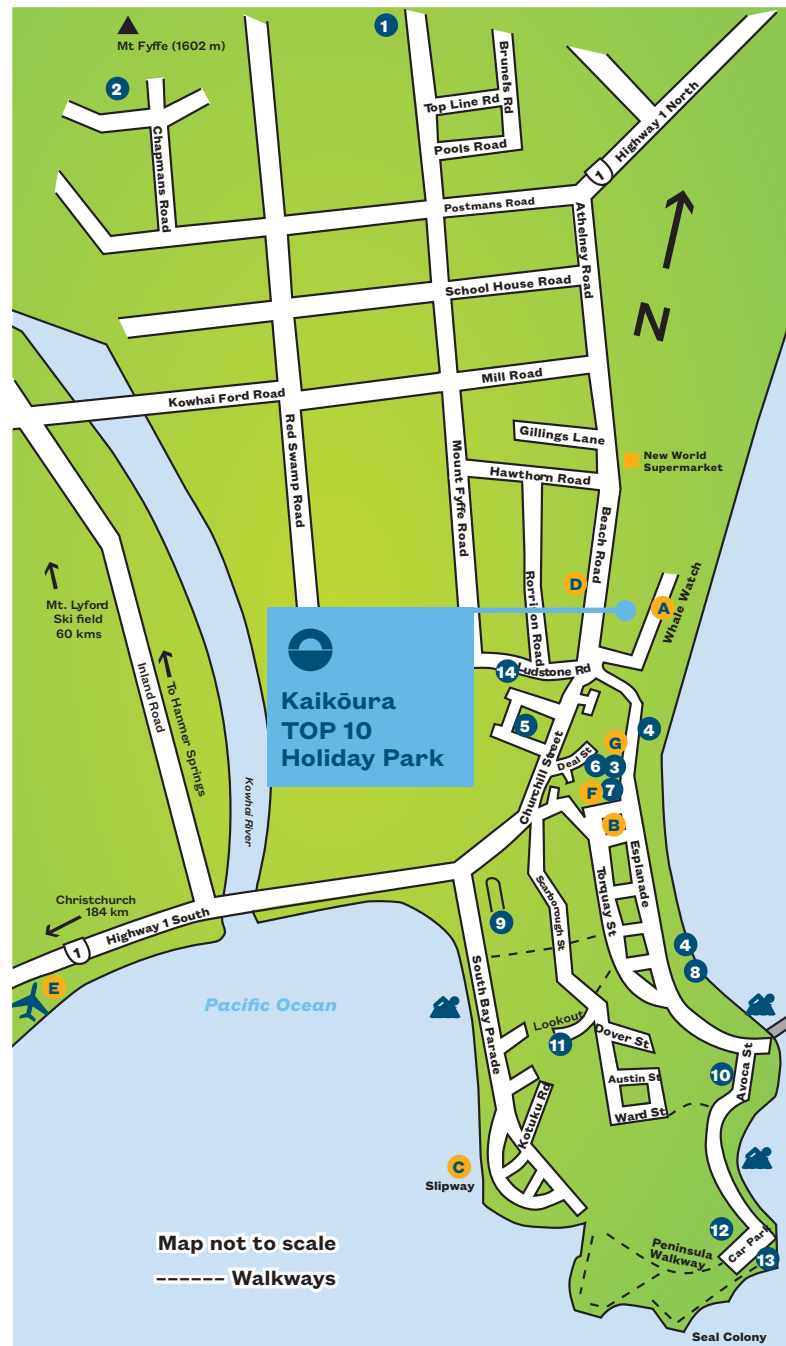 1
Mt Fyffe (1602 m)
2
Brunels Rd
Top Line Rd
Pools Road
Highway 1 North
1
Chapmans Road
Postmans Road
Athelney Road
School House Road
N
Mill Road
Kowhai Ford Road
Gillings Lane
Red Swamp Road
Mount Fyffe Road
New World
Supermarket
Hawthorn Road
Beach Road
Mt. Lyford
Ski field
60 kms
D
A
Whale Watch
Rorrison Road
Inland Road
To Hanmer Springs
14
Ludstone Rd
Kaikōura
TOP 10
Holiday Park
5
4
G
Deal St
6
3
Churchill Street
F
7
B
Kowhai River
Esplanade
Torquay St
Scarborough St
Christchurch
184 km
1
Highway 1 South
9
4
8
E
Pacific Ocean
South Bay Parade
Lookout
11
Dover St
Avoca St
10
Austin St
Ward St
Kotuku Rd
C
Slipway
12
Car Park
13
Peninsula
Walkway
Map not to scale
Walkways
Seal Colony